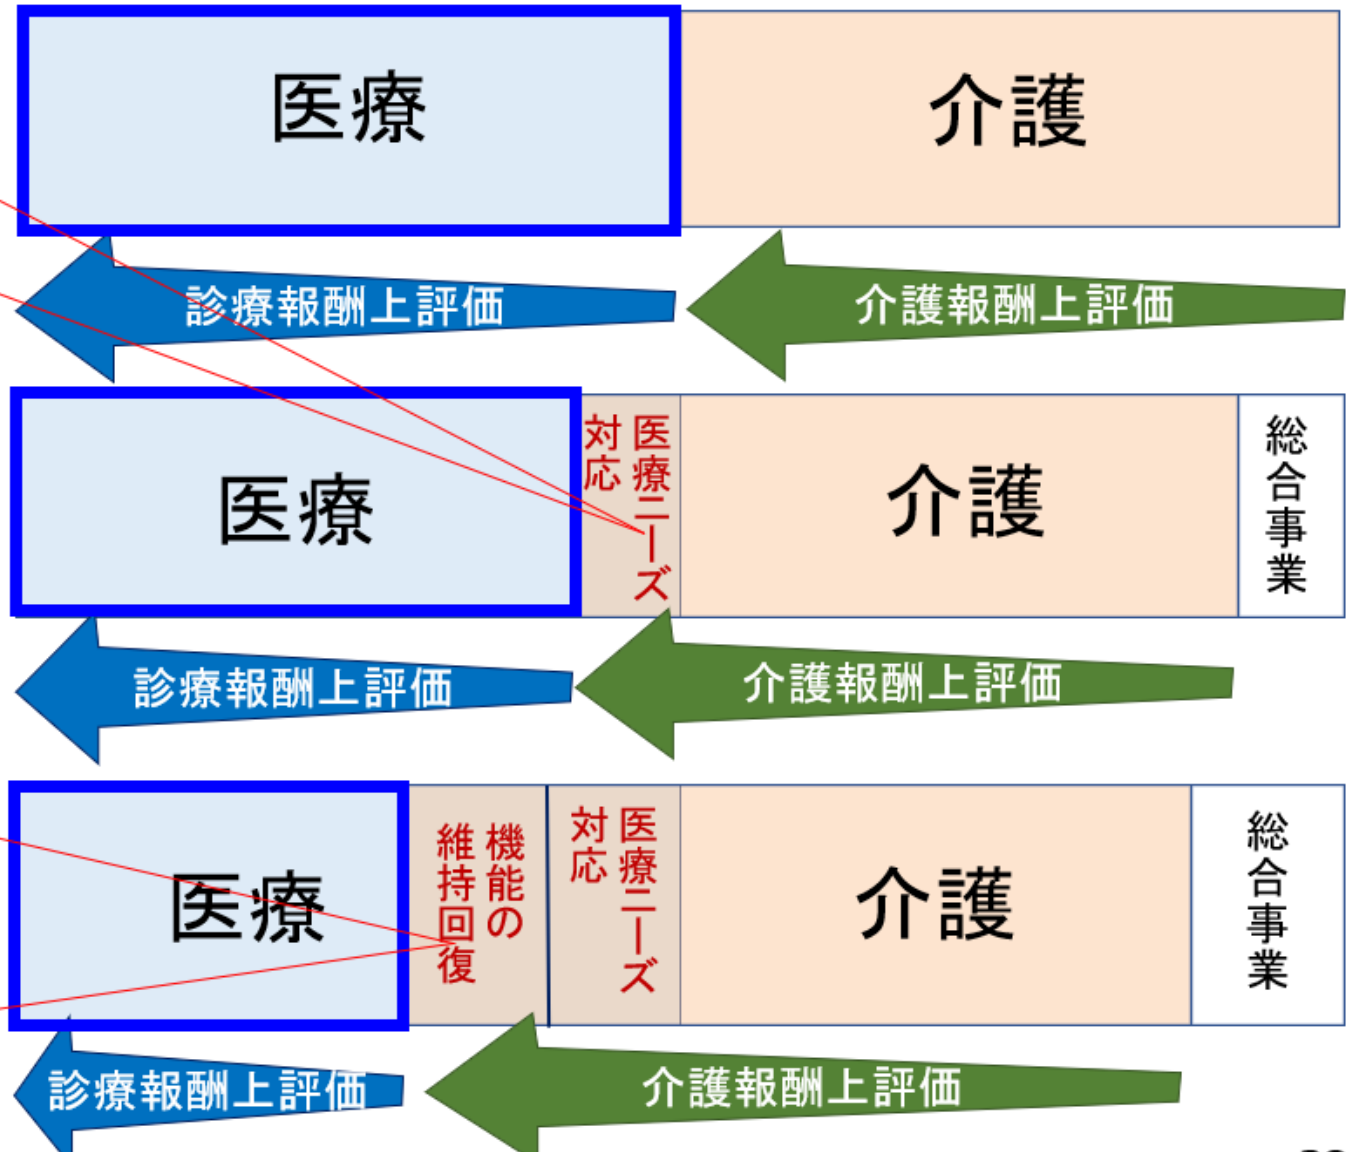 医療
介護
診療報酬上評価
介護報酬上評価
医療
医療ニーズ
対応
介護
総合事業
診療報酬上評価
介護報酬上評価
医療
機能の
維持回復
医療ニーズ
対応
介護
総合事業
診療報酬上評価
介護報酬上評価